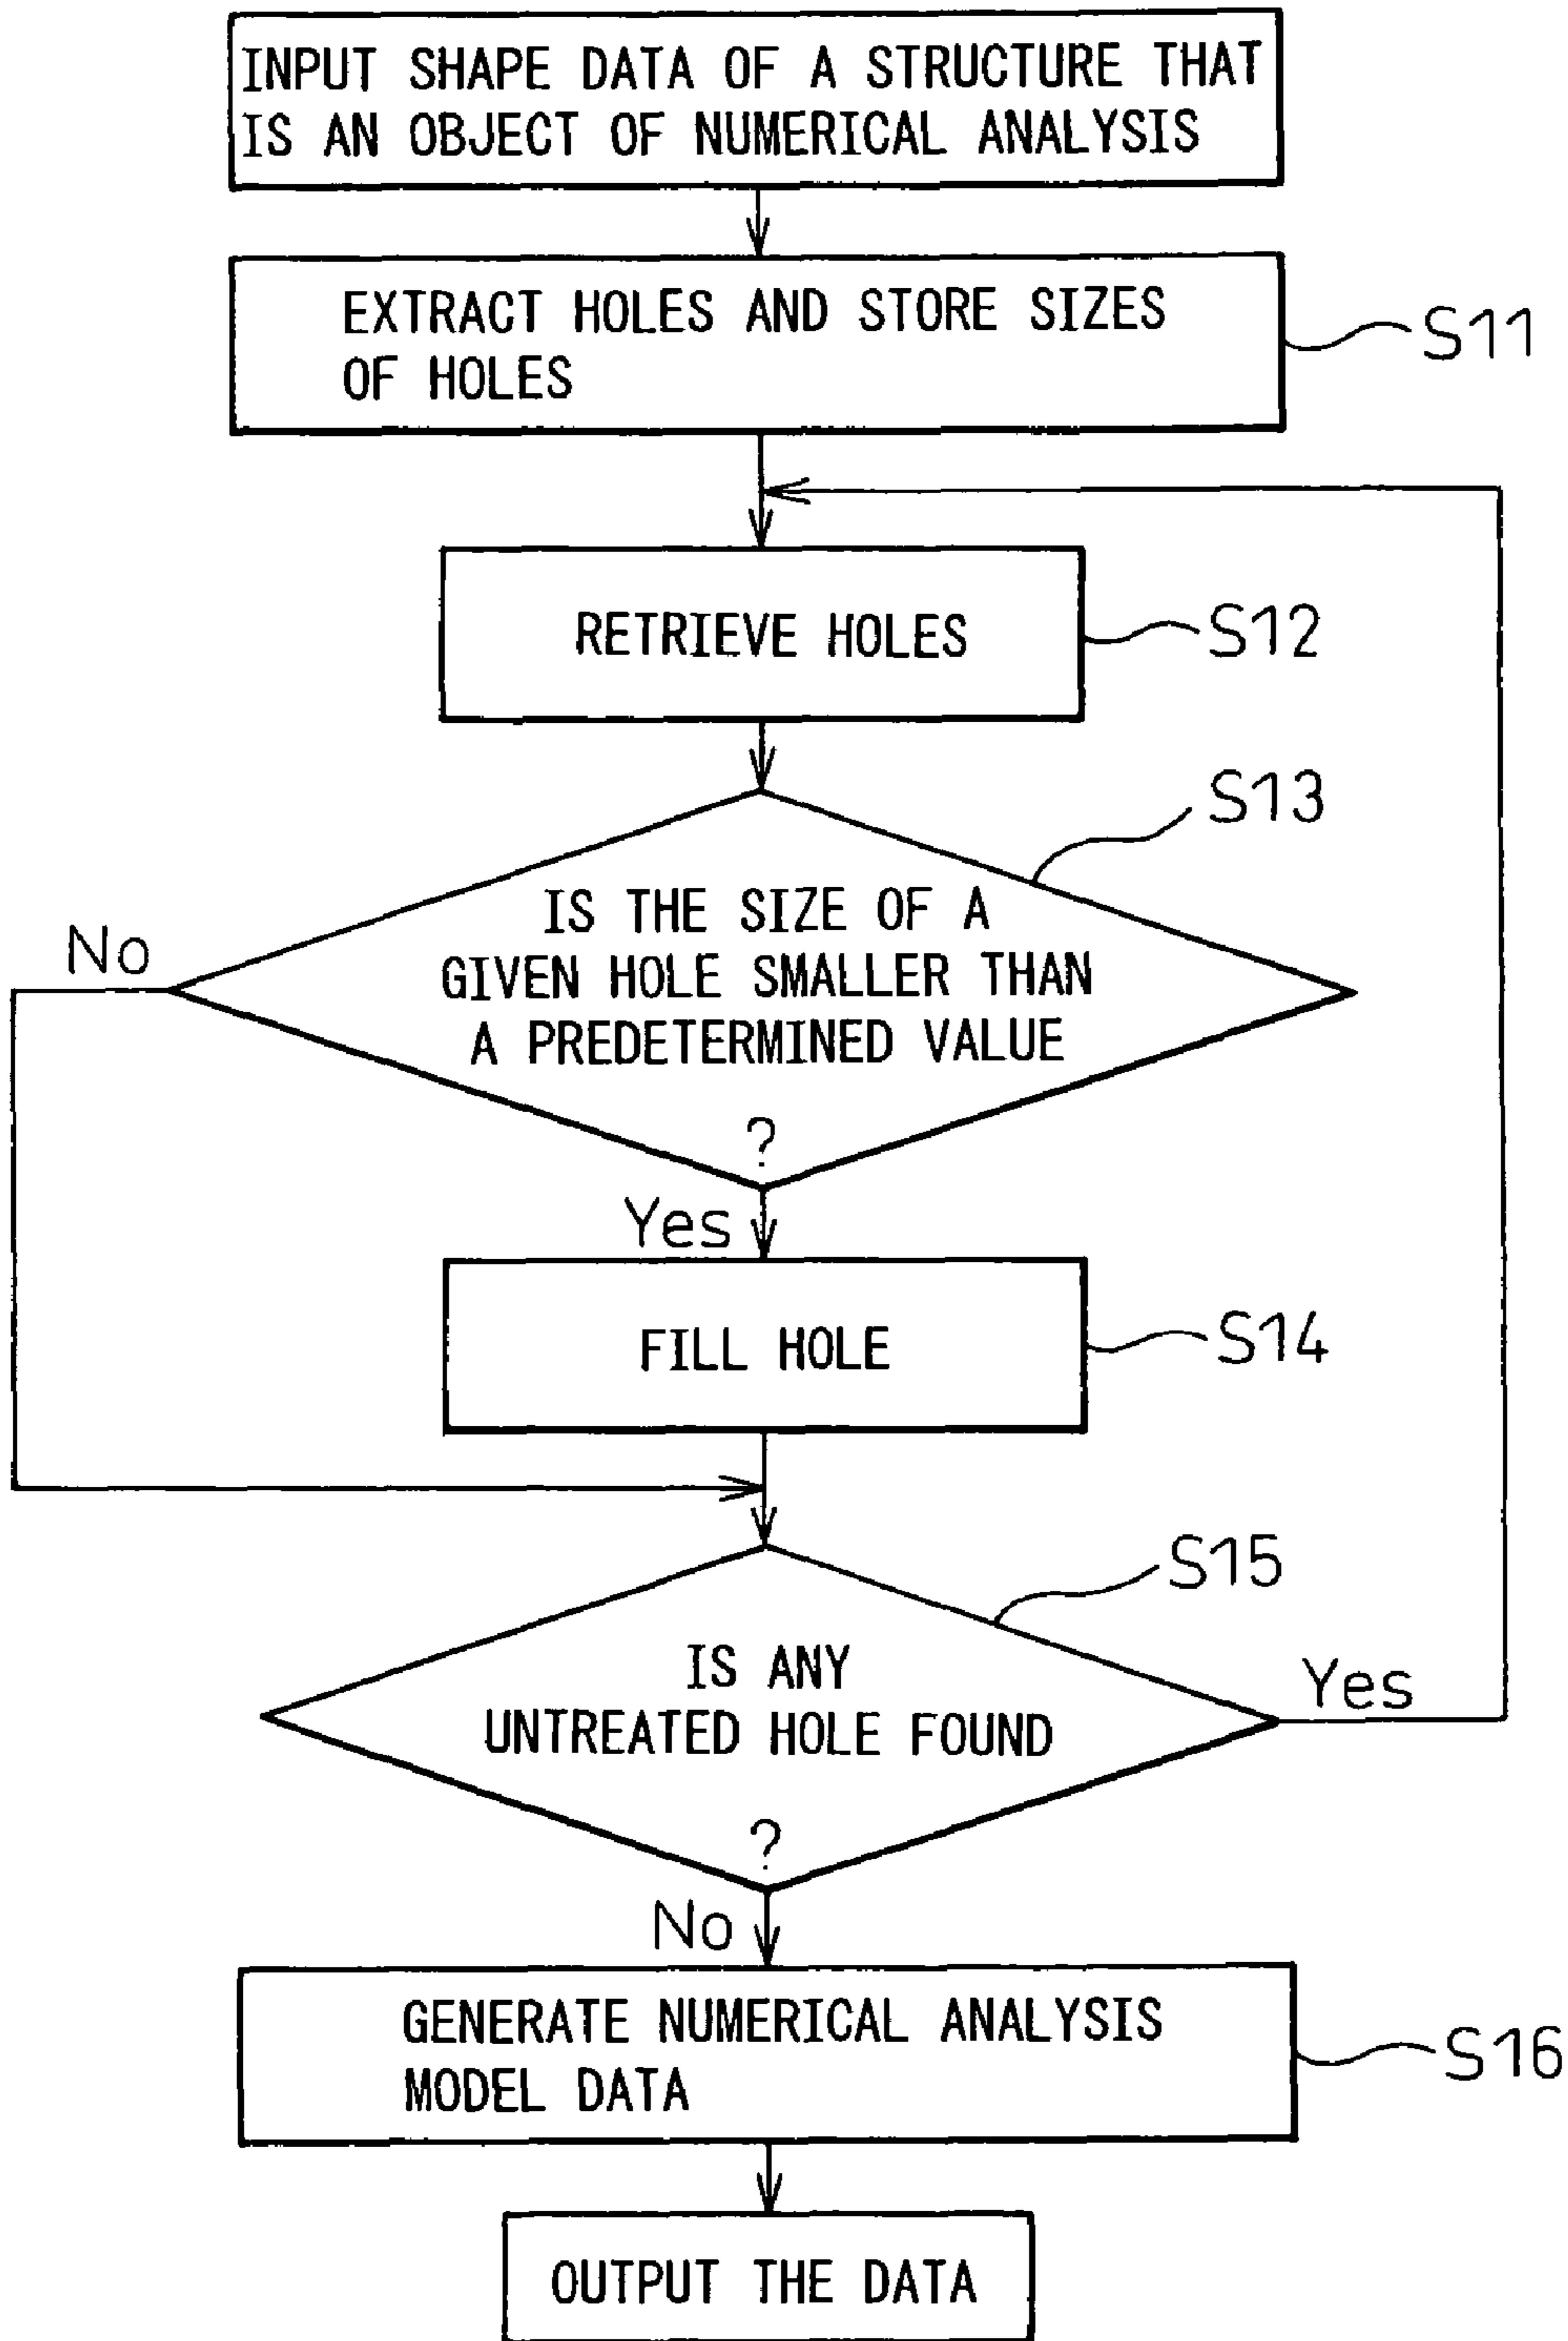 INPUT SHAPE DATA OF A STRUCTURE THAT
IS AN OBJECT OF NUMERICAL ANALYSIS
EXTRACT HOLES AND STORE SIZES
OF HOLES
S11
RETRIEVE HOLES
S12
S13
IS THE SIZE OF A
GIVEN HOLE SMALLER THAN
A PREDETERMINED VALUE
?
No
Yes
FILL HOLE
S14
S15
IS ANY
UNTREATED HOLE FOUND
?
Yes
No
GENERATE NUMERICAL ANALYSIS
MODEL DATA
S16
OUTPUT THE DATA